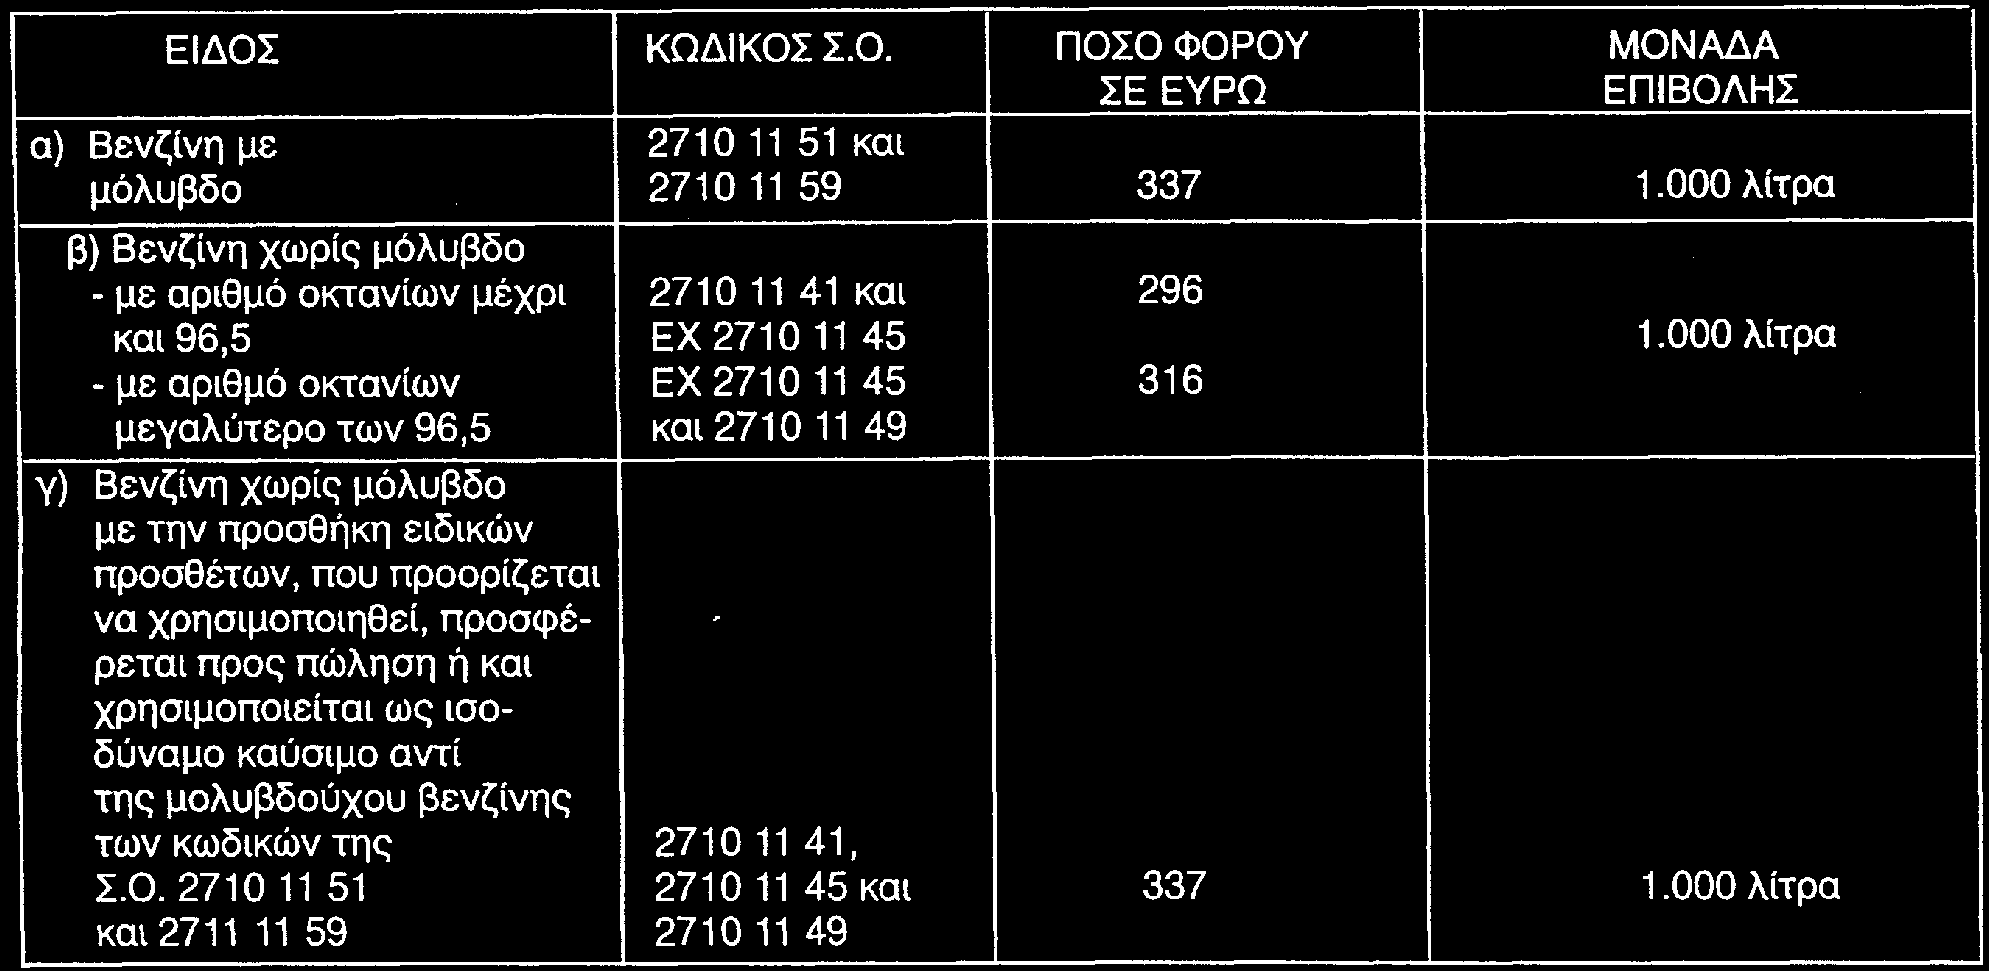 ΕΙΔΟΣ ΚΩΔΙΚΟΣ Σ.Ο. ΠΟΣΟ ΦΟΡΟΥ ΜΟΝΑΔΑ
ΣΕ ΕΥΡΩ ΕΠΙΒΟΛΗΣ
α) Βενζίνη με 2710 11 51 και
μόλυβδο 2710 11 59 337 1.000 λίτρα
β) Βενζίνη χωρίς μόλυβδο
- με αριθμό οκτανίων μέχρι 2710 11 41 και 296
και 96,5 ΕΧ 2710 11 45 1.000 λίτρα
- με αριθμό οκτανίων ΕΧ 2710 11 45 316
μεγαλύτερο των 96,5 και 2710 11 49
γ) Βενζίνη χωρίς μόλυβδο
με την προσθήκη ειδικών
προσθέτων, που προορίζεται
να χρησιμοποιηθεί, προσφέ-
ρεται προς πώληση ή και
χρησιμοποιείται ως ισο-
δύναμο καύσιμο αντί
της μολυβδούχου βενζίνης
των κωδικών της 2710 11 41,
Σ.Ο. 2710 11 51 2710 11 45 και 337 1.000 λίτρα
και 2711 11 59 2710 11 49